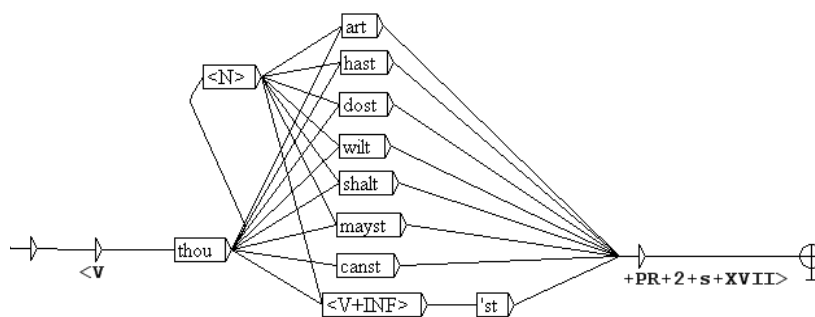 art
<N>
hast
dost
wilt
shalt
mayst
thou
canst
<V
+PR+2+s+XVII>
<V+INF>
'st